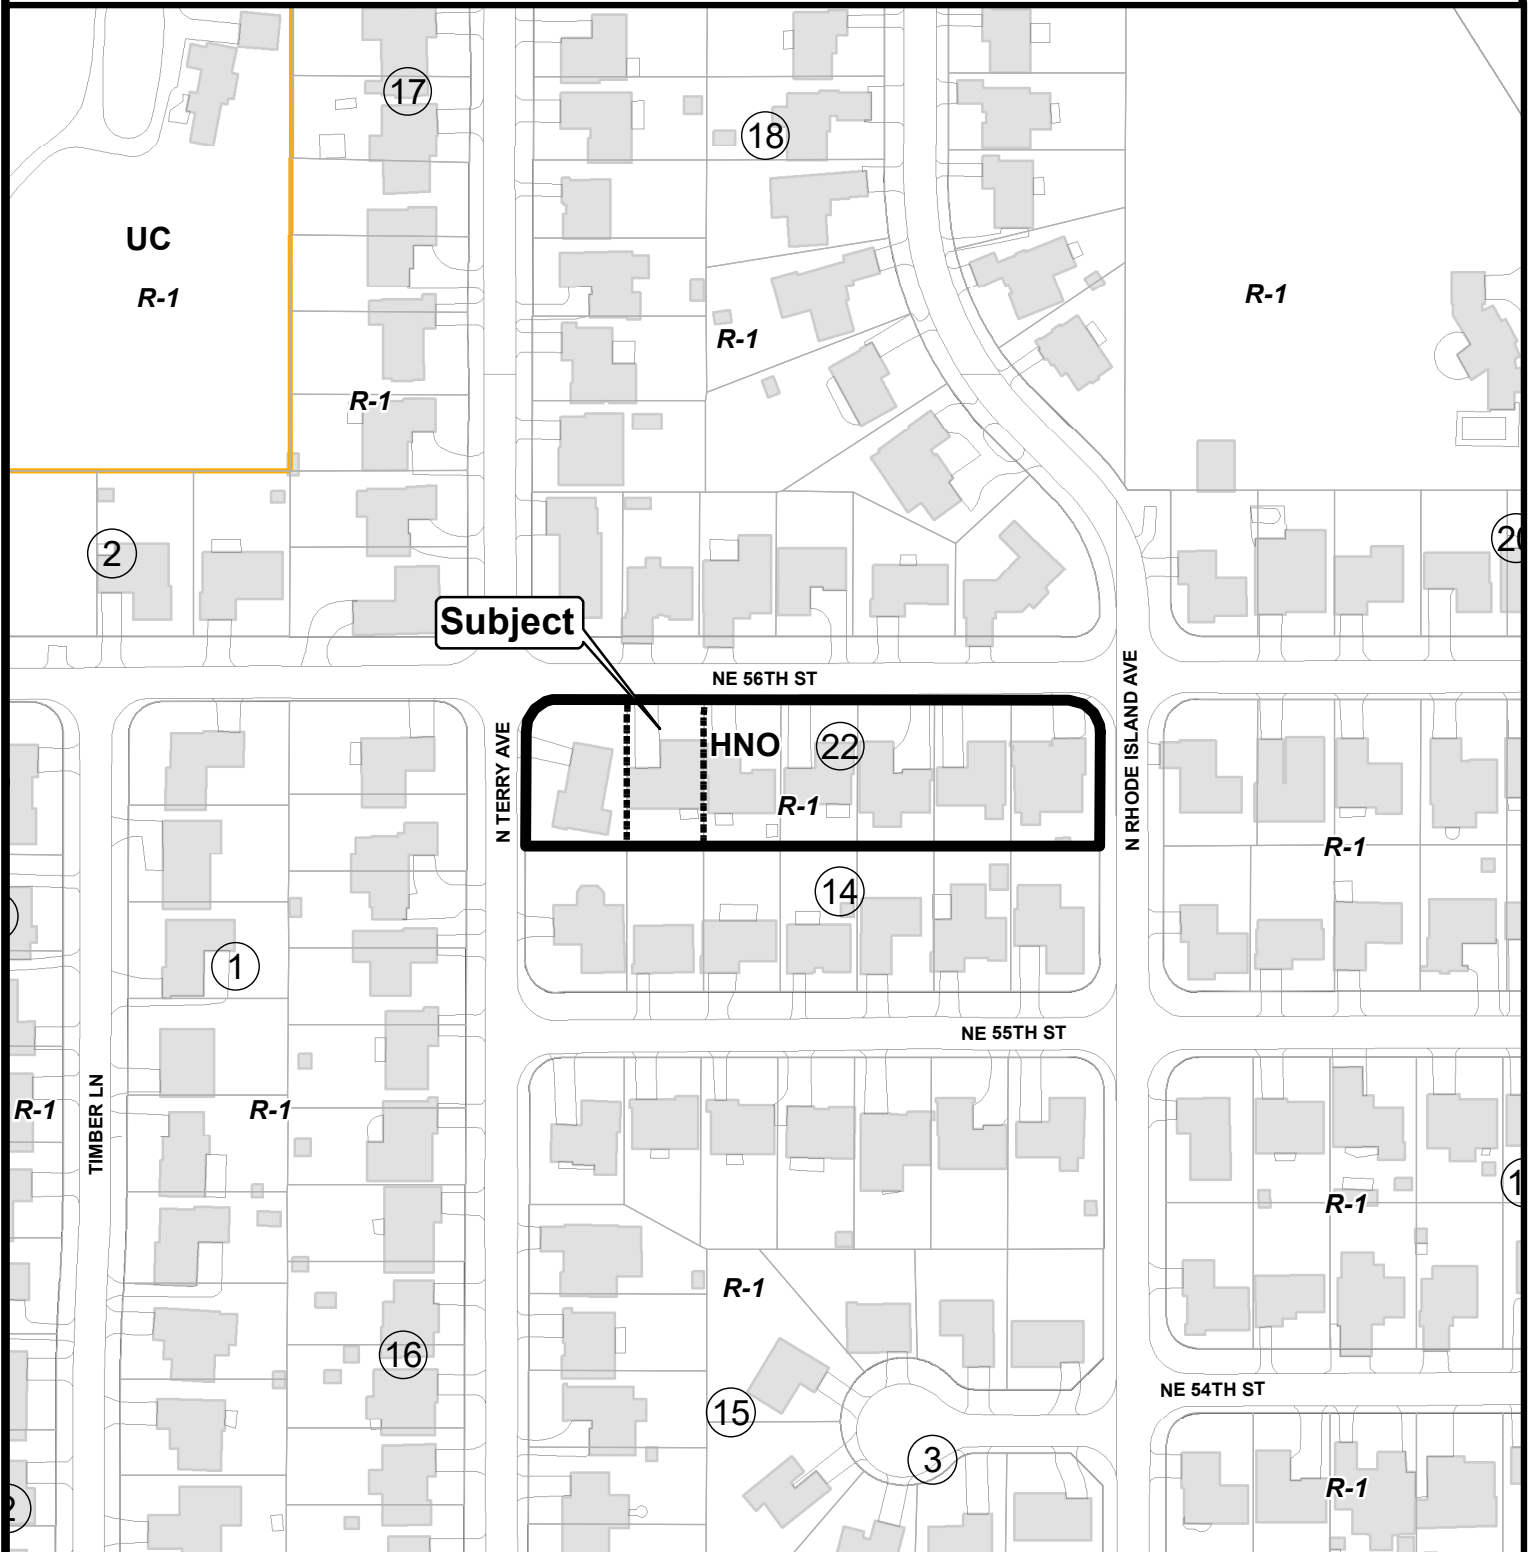 17
18
UC
R-1
R-1
R-1
R-1
2
Subject
NE 56TH ST
N TERRY AVE
HNO
22
R-1
N RHODE ISLAND AVE
R-1
14
1
NE 55TH ST
TIMBER LN
R-1
R-1
R-1
R-1
16
15
NE 54TH ST
3
R-1